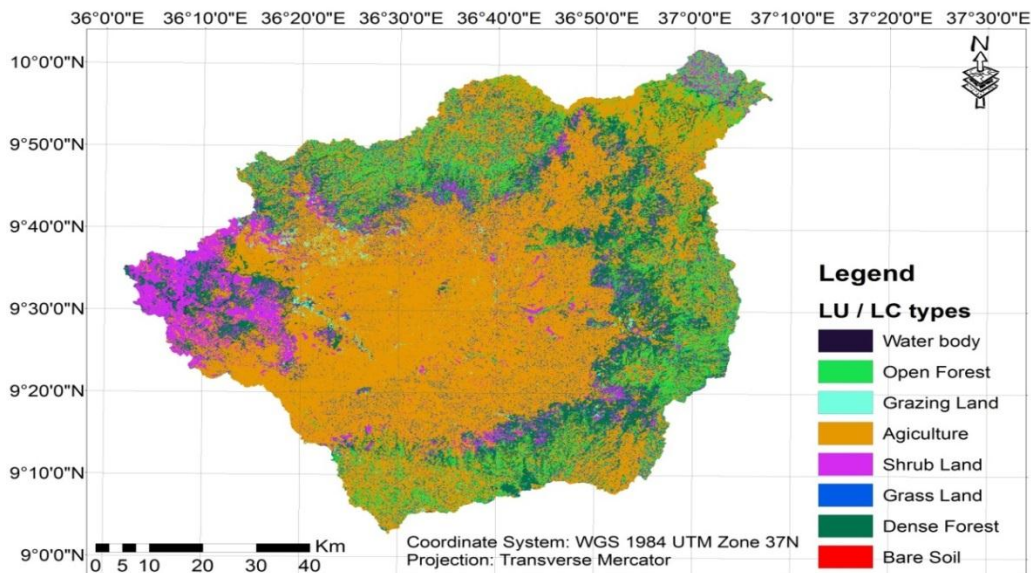 36°0'0"E 36°10'0"E 36°20'0"E 36°30'0"E 36°40'0"E 36°50'0"E 37°0'0"E 37°10'0"E 37°20'0"E 37°30'0"E
N
10°0'0"N
9°50'0"N
9°40'0"N
9°30'0"N
9°20'0"N
9°10'0"N
9°0'0"N
Legend
LU / LC types
Water body
Open Forest
Grazing Land
Agiculture
Shrub Land
Grass Land
Dense Forest
Bare Soil
Km
0 5 10 20 30 40
Coordinate System: WGS 1984 UTM Zone 37N
Projection: Transverse Mercator